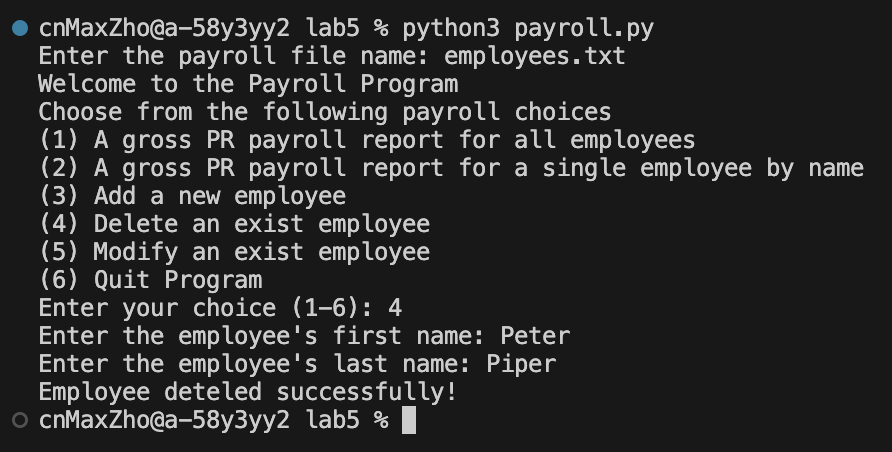 cnMaxZho@a-58y3yy2 lab5 % python3 payroll.py
Enter the payroll file name: employees.txt
Welcome to the Payroll Program
Choose from the following payroll choices
(1) A gross PR payroll report for all employees
(2) A gross PR payroll report for a single employee by name
(3) Add a new employee
(4) Delete an exist employee
(5) Modify an exist employee
(6) Quit Program
Enter your choice (1-6): 4
Enter the employee's first name: Peter
Enter the employee's last name: Piper
Employee deteled successfully!
cnMaxZho@a-58y3yy2 lab5 %